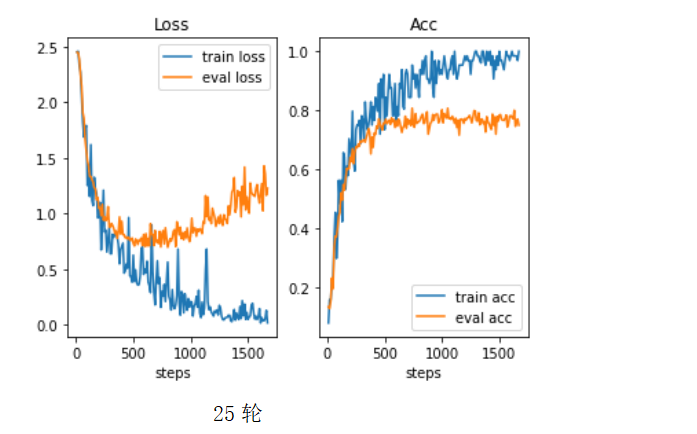 Loss
2.5
2.0
1.5
1.0
0.5
0.0
train loss
eval loss
0 500 1000 1500
steps
Acc
1.0
0.8
0.6
0.4
0.2
train acc
eval acc
0 500 1000 1500
steps
25 轮